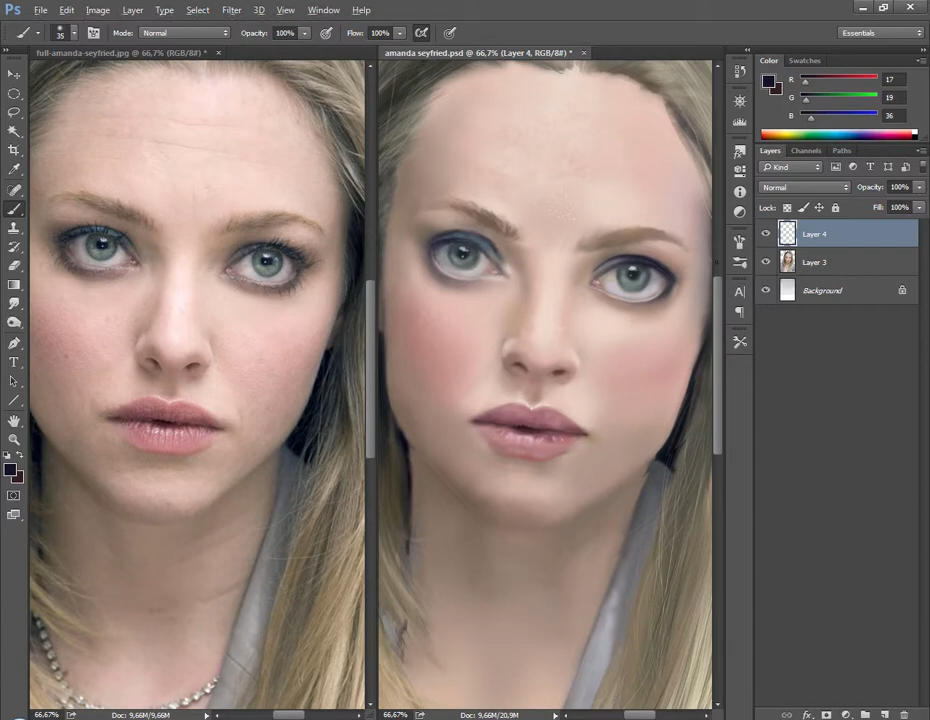 Ps File Edit Image Layer Type Select Filter 3D View Window Help
35 Mode: Normal Opacity: 100% Flow: 100% Essentials
full-amanda-seyfried.jpg @ 66,7% (RGB/8#) * × amanda seyfried.psd @ 66,7% (Layer 4, RGB/8#) * ×
Color Swatches
R 17
G 19
B 36
Layers Channels Paths
Kind
Normal Opacity: 100%
Lock: Fill: 100%
Layer 4
Layer 3
Background
66,67% Doc: 9,66M/9,66M 66,67% Doc: 9,66M/20,9M